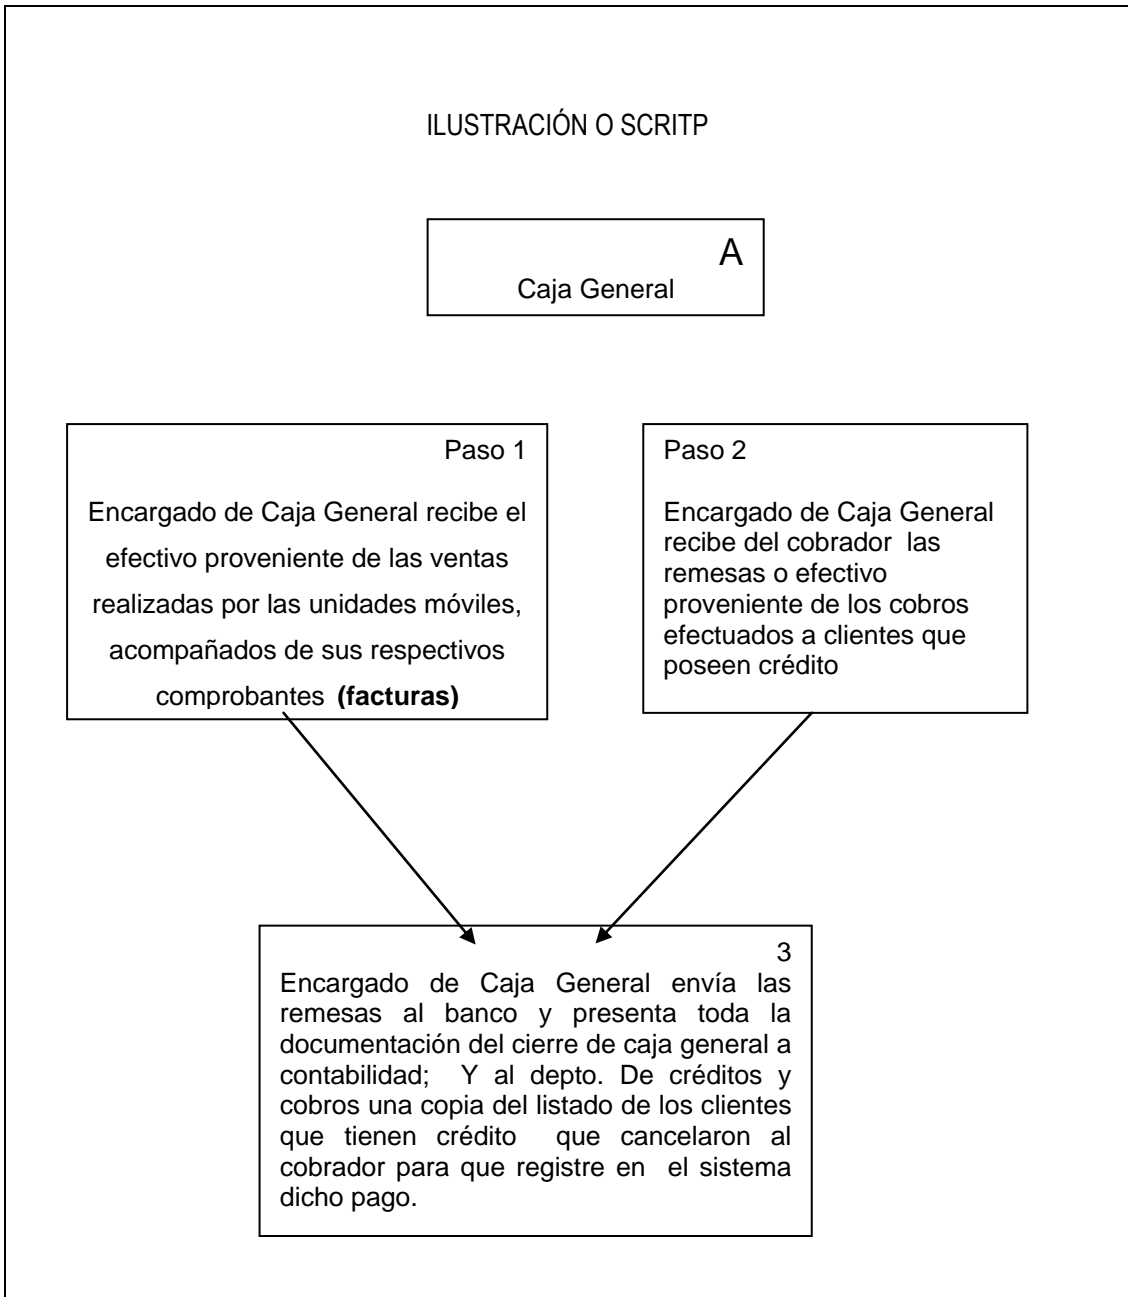 ILUSTRACIÓN O SCRITP
A
Caja General
Paso 1
Encargado de Caja General recibe el
efectivo proveniente de las ventas
realizadas por las unidades móviles,
acompañados de sus respectivos
comprobantes (facturas)
Paso 2
Encargado de Caja General
recibe del cobrador las
remesas o efectivo
proveniente de los cobros
efectuados a clientes que
poseen crédito
3
Encargado de Caja General envía las
remesas al banco y presenta toda la
documentación del cierre de caja general a
contabilidad; Y al depto. De créditos y
cobros una copia del listado de los clientes
que tienen crédito que cancelaron al
cobrador para que registre en el sistema
dicho pago.